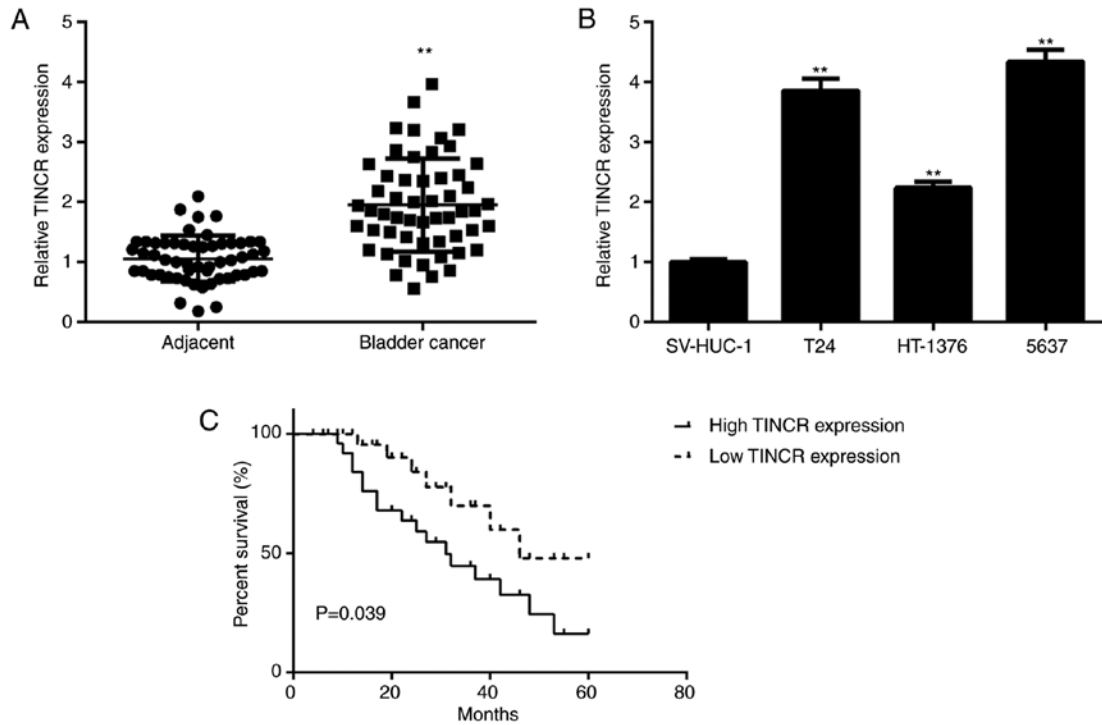 A
Relative TINCR expression
5
4
3
2
1
0
**
Adjacent
Bladder cancer
B
Relative TINCR expression
5
4
3
2
1
0
**
**
**
SV-HUC-1
T24
HT-1376
5637
C
Percent survival (%)
100
50
0
P=0.039
0
20
40
60
80
Months
High TINCR expression
Low TINCR expression